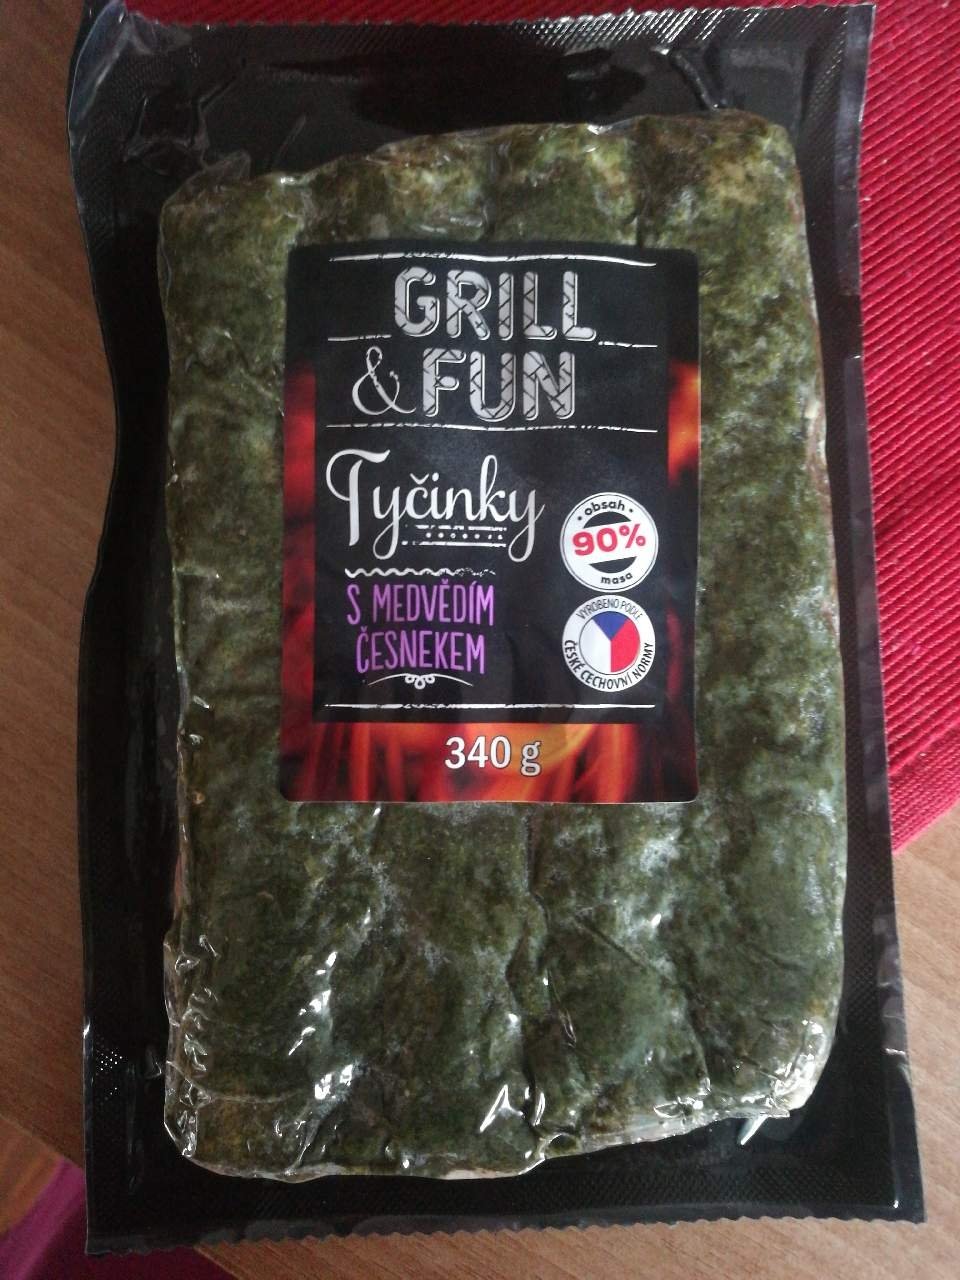 GRILL
& FUN
Tyčinky
S MEDVĚDÍM
ČESNEKEM
obsah
90%
masa
VYROBENO PODLE
ČESKÉ CECHOVNÍ NORMY
340 g